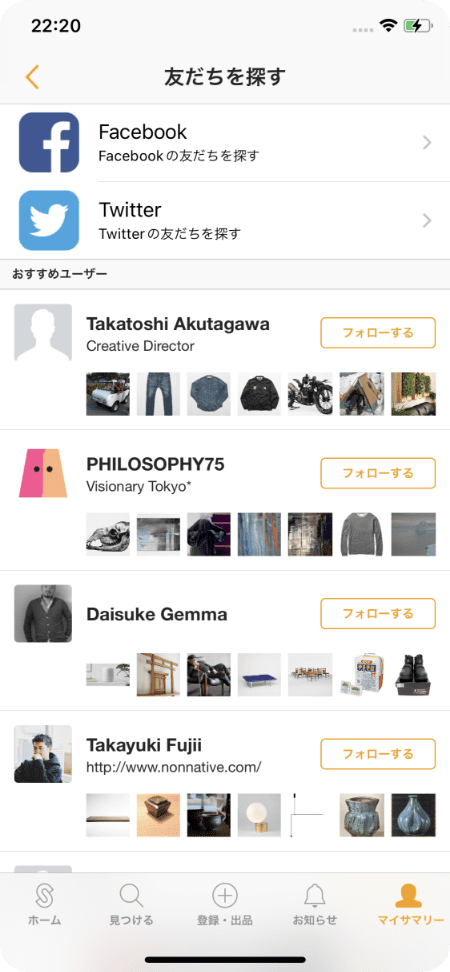 22:20
友だちを探す
Facebook
Facebookの友だちを探す
Twitter
Twitterの友だちを探す
おすすめユーザー
Takatoshi Akutagawa
フォローする
Creative Director
PHILOSOPHY75
フォローする
Visionary Tokyo*
Daisuke Gemma
フォローする
Takayuki Fujii
フォローする
http://www.nonnative.com/
ホーム
見つける
登録・出品
お知らせ
マイサマリー